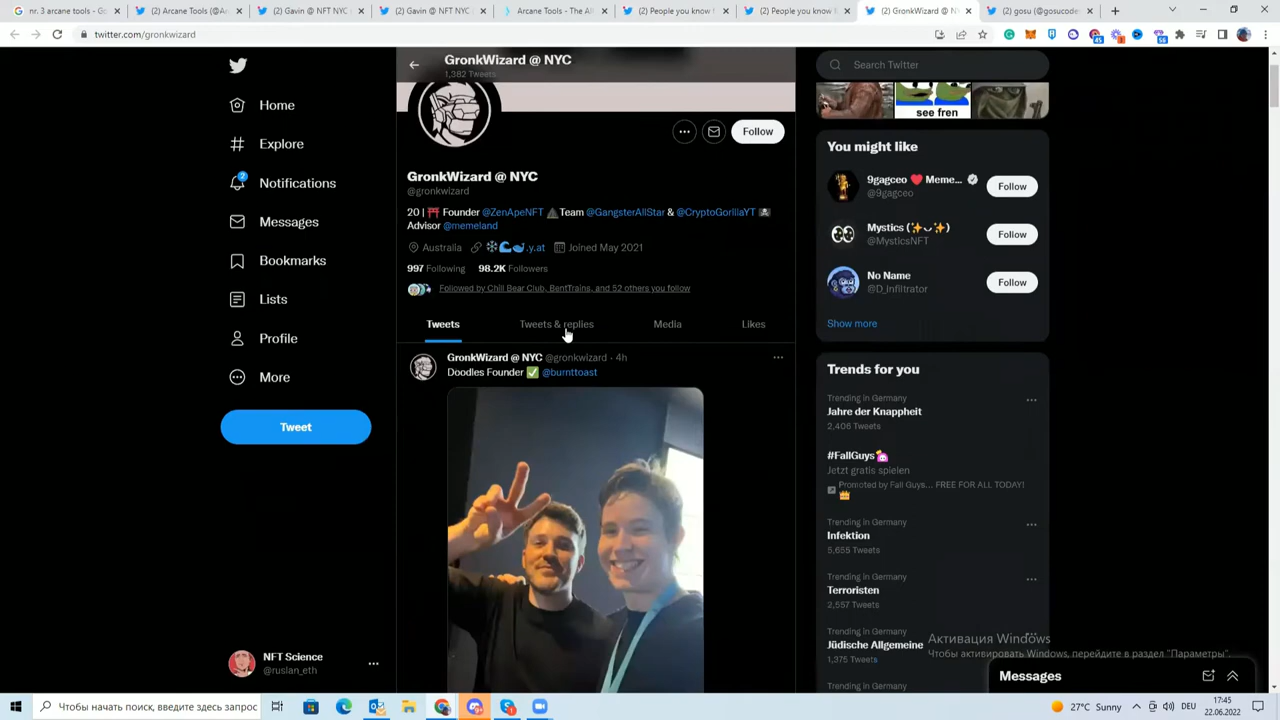 nr. 3 arcane tools - G
(2) Arcane Tools (@A
(2) Gavin @ NFT NYC
(2) Gavin @ NFT NYC
Arcane Tools - The Al
(2) People you know
(2) People you know
(2) GronkWizard @ N
(2) gosu (@gosucode
twitter.com/gronkwizard
45
1
56
GronkWizard @ NYC
1,382 Tweets
Follow
GronkWizard @ NYC
@gronkwizard
20 | ⛩️ Founder @ZenApeNFT Team @GangsterAllStar & @CryptoGorillaYT 🏴‍☠️
Advisor @memeland
Australia ❄🌊🐳.y.at Joined May 2021
997 Following 98.2K Followers
Followed by Chill Bear Club, BentTrains, and 52 others you follow
Tweets
Tweets & replies
Media
Likes
GronkWizard @ NYC @gronkwizard · 4h
Doodles Founder ✅ @burnttoast
Home
Explore
2
Notifications
Messages
Bookmarks
Lists
Profile
More
Tweet
NFT Science
@ruslan_eth
Search Twitter
see fren
You might like
9gagceo ❤️ Meme...
@9gagceo
Follow
Mystics (✨ᴗ✨)
@MysticsNFT
Follow
No Name
@D_Infiltrator
Follow
Show more
Trends for you
Trending in Germany
Jahre der Knappheit
2,406 Tweets
#FallGuys
Jetzt gratis spielen
Promoted by Fall Guys... FREE FOR ALL TODAY!
👑
Trending in Germany
Infektion
5,655 Tweets
Trending in Germany
Terroristen
2,557 Tweets
Trending in Germany
Jüdische Allgemeine
1,375 Tweets
Trending in Germany
Активация Windows
Чтобы активировать Windows, перейдите в раздел "Параметры".
Messages
Чтобы начать поиск, введите здесь запрос
27°C Sunny
DEU
17:45
22.06.2022